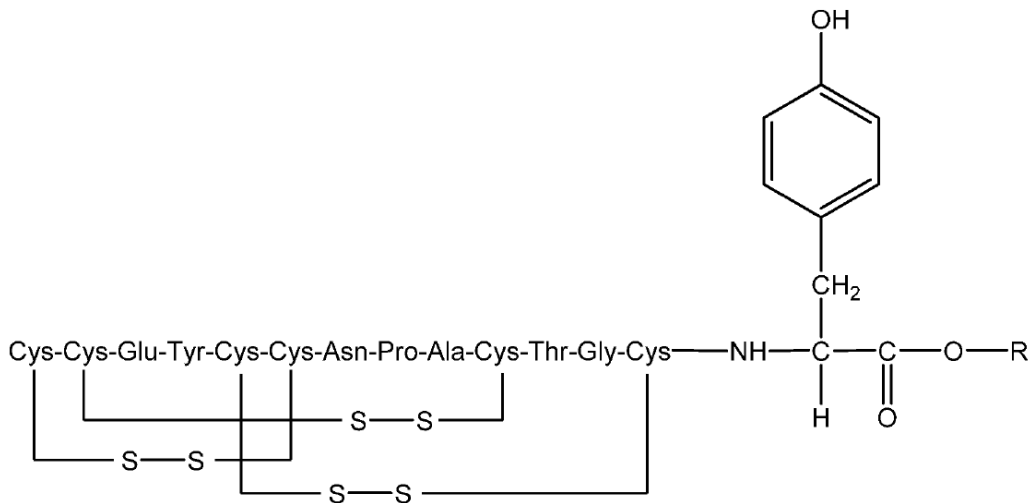 OH
CH₂
Cys-Cys-Glu-Tyr-Cys-Cys-Asn-Pro-Ala-Cys-Thr-Gly-Cys NH C C O R
S S H O
S S
S S